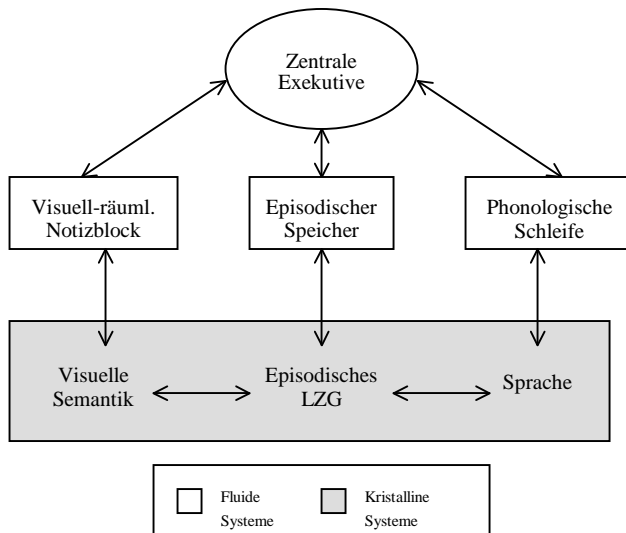 Zentrale
Exekutive
Visuell-räuml.
Notizblock
Episodischer
Speicher
Phonologische
Schleife
Visuelle
Semantik
Episodisches
LZG
Sprache
Fluide
Systeme
Kristalline
Systeme